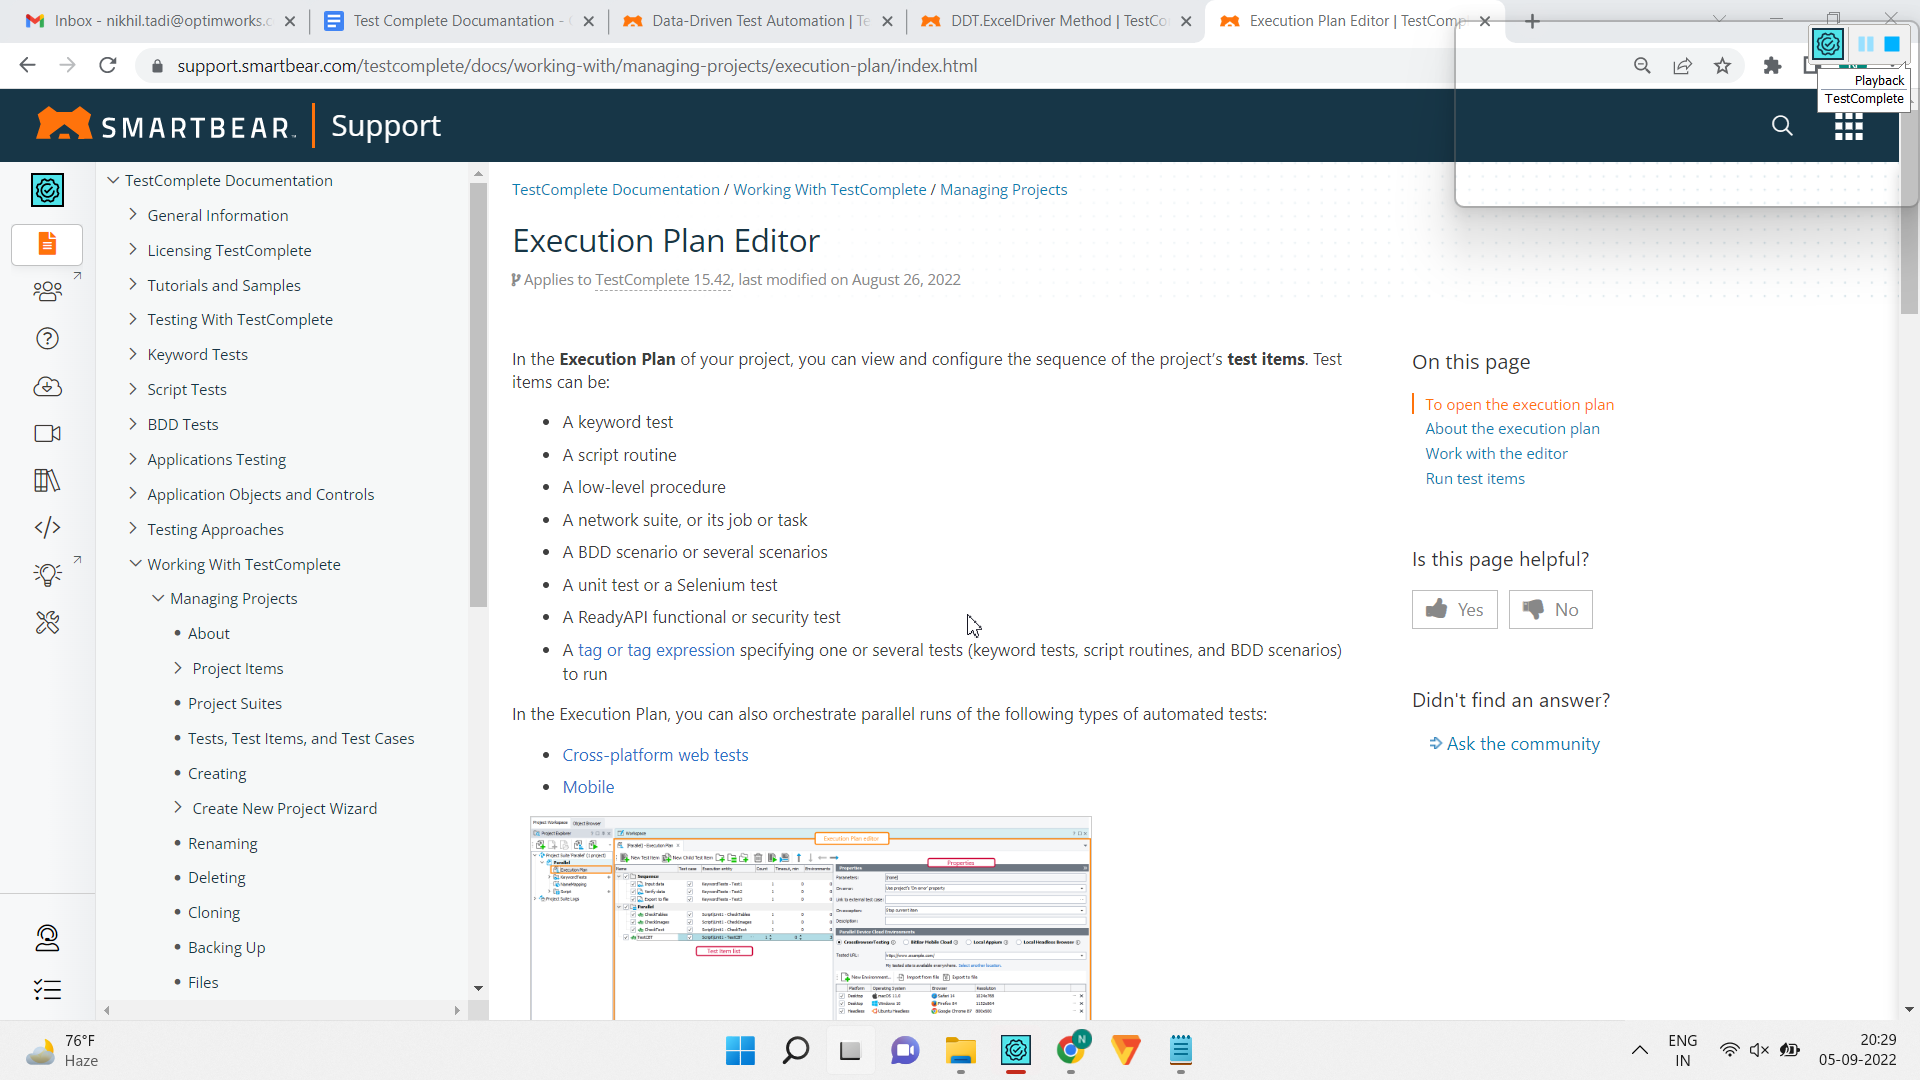 Inbox - nikhil.tadi@optimworks.c
Test Complete Documantation -
Data-Driven Test Automation | Te
DDT.ExcelDriver Method | TestCo
Execution Plan Editor | TestComp
support.smartbear.com/testcomplete/docs/working-with/managing-projects/execution-plan/index.html
Playback
TestComplete
SMARTBEAR
Support
TestComplete Documentation
General Information
Licensing TestComplete
Tutorials and Samples
Testing With TestComplete
Keyword Tests
Script Tests
BDD Tests
Applications Testing
Application Objects and Controls
Testing Approaches
Working With TestComplete
Managing Projects
About
Project Items
Project Suites
Tests, Test Items, and Test Cases
Creating
Create New Project Wizard
Renaming
Deleting
Cloning
Backing Up
Files
TestComplete Documentation / Working With TestComplete / Managing Projects
Execution Plan Editor
Applies to TestComplete 15.42, last modified on August 26, 2022
In the Execution Plan of your project, you can view and configure the sequence of the project's test items. Test
items can be:
A keyword test
A script routine
A low-level procedure
A network suite, or its job or task
A BDD scenario or several scenarios
A unit test or a Selenium test
A ReadyAPI functional or security test
A tag or tag expression specifying one or several tests (keyword tests, script routines, and BDD scenarios)
to run
In the Execution Plan, you can also orchestrate parallel runs of the following types of automated tests:
Cross-platform web tests
Mobile
Execution Plan editor
Properties
Test item list
On this page
To open the execution plan
About the execution plan
Work with the editor
Run test items
Is this page helpful?
Yes
No
Didn't find an answer?
Ask the community
76°F
Haze
N
ENG
IN
20:29
05-09-2022